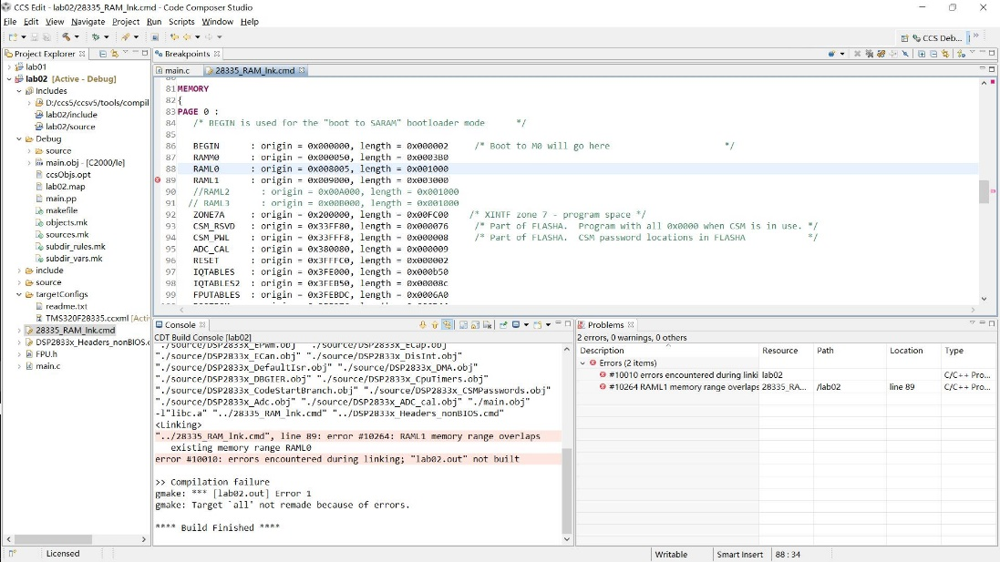 CCS Edit - lab02/28335_RAM_lnk.cmd - Code Composer Studio
File Edit View Navigate Project Run Scripts Window Help
CCS Deb...
Project Explorer
lab01
lab02 [Active - Debug]
Includes
D:/ccs5/ccsv5/tools/compil
lab02/include
lab02/source
Debug
source
main.obj - [C2000/le]
ccsObjs.opt
lab02.map
main.pp
makefile
objects.mk
sources.mk
subdir_rules.mk
subdir_vars.mk
include
source
targetConfigs
readme.txt
TMS320F28335.ccxml [Acti
28335_RAM_lnk.cmd
DSP2833x_Headers_nonBIOS.c
FPU.h
main.c
Breakpoints
main.c 28335_RAM_lnk.cmd
81 MEMORY
82 {
83 PAGE 0 :
84 /* BEGIN is used for the "boot to SARAM" bootloader mode */
85
86 BEGIN : origin = 0x000000, length = 0x000002 /* Boot to M0 will go here */
87 RAMM0 : origin = 0x000050, length = 0x0003B0
88 RAML0 : origin = 0x008005, length = 0x001000
89 RAML1 : origin = 0x009000, length = 0x003000
90 //RAML2 : origin = 0x00A000, length = 0x001000
91 // RAML3 : origin = 0x00B000, length = 0x001000
92 ZONE7A : origin = 0x200000, length = 0x00FC00 /* XINTF zone 7 - program space */
93 CSM_RSVD : origin = 0x33FF80, length = 0x000076 /* Part of FLASHA. Program with all 0x0000 when CSM is in use. */
94 CSM_PWL : origin = 0x33FFF8, length = 0x000008 /* Part of FLASHA. CSM password locations in FLASHA */
95 ADC_CAL : origin = 0x380080, length = 0x000009
96 RESET : origin = 0x3FFFC0, length = 0x000002
97 IQTABLES : origin = 0x3FE000, length = 0x000b50
98 IQTABLES2 : origin = 0x3FEB50, length = 0x00008c
99 FPUTABLES : origin = 0x3FEBDC, length = 0x0006A0
Console
CDT Build Console [lab02]
"./source/DSP2833x_EPwm.obj" "./source/DSP2833x_ECap.obj"
"./source/DSP2833x_ECan.obj" "./source/DSP2833x_DisInt.obj"
"./source/DSP2833x_DefaultIsr.obj" "./source/DSP2833x_DMA.obj"
"./source/DSP2833x_DBGIER.obj" "./source/DSP2833x_CpuTimers.obj"
"./source/DSP2833x_CodeStartBranch.obj" "./source/DSP2833x_CSMPasswords.obj"
"./source/DSP2833x_Adc.obj" "./source/DSP2833x_ADC_cal.obj" "./main.obj"
-l"libc.a" "../28335_RAM_lnk.cmd" "../DSP2833x_Headers_nonBIOS.cmd"
<Linking>
"../28335_RAM_lnk.cmd", line 89: error #10264: RAML1 memory range overlaps
existing memory range RAML0
error #10010: errors encountered during linking; "lab02.out" not built

>> Compilation failure
gmake: *** [lab02.out] Error 1
gmake: Target `all' not remade because of errors.

**** Build Finished ****
Problems
2 errors, 0 warnings, 0 others
Description Resource Path Location Type
Errors (2 items)
#10010 errors encountered during linki lab02 C/C++ Pro...
#10264 RAML1 memory range overlaps 28335_RA... /lab02 line 89 C/C++ Pro...
Licensed Writable Smart Insert 88 : 34